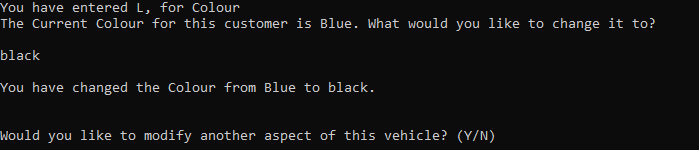 You have entered L, for Colour
The Current Colour for this customer is Blue. What would you like to change it to?
black
You have changed the Colour from Blue to black.
Would you like to modify another aspect of this vehicle? (Y/N)